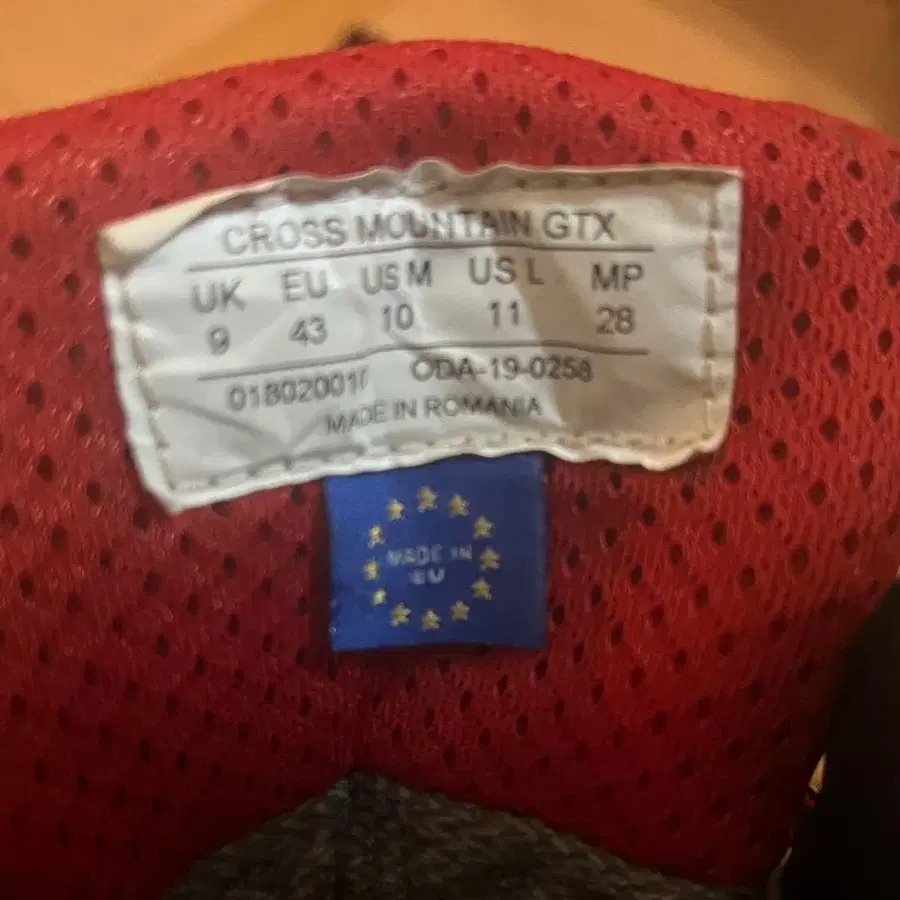 CROSS MOUNTAIN GTX
UK EU US M US L MP
9 43 10 11 28
ODA-19-0258
MADE IN ROMANIA
MADE IN
EU